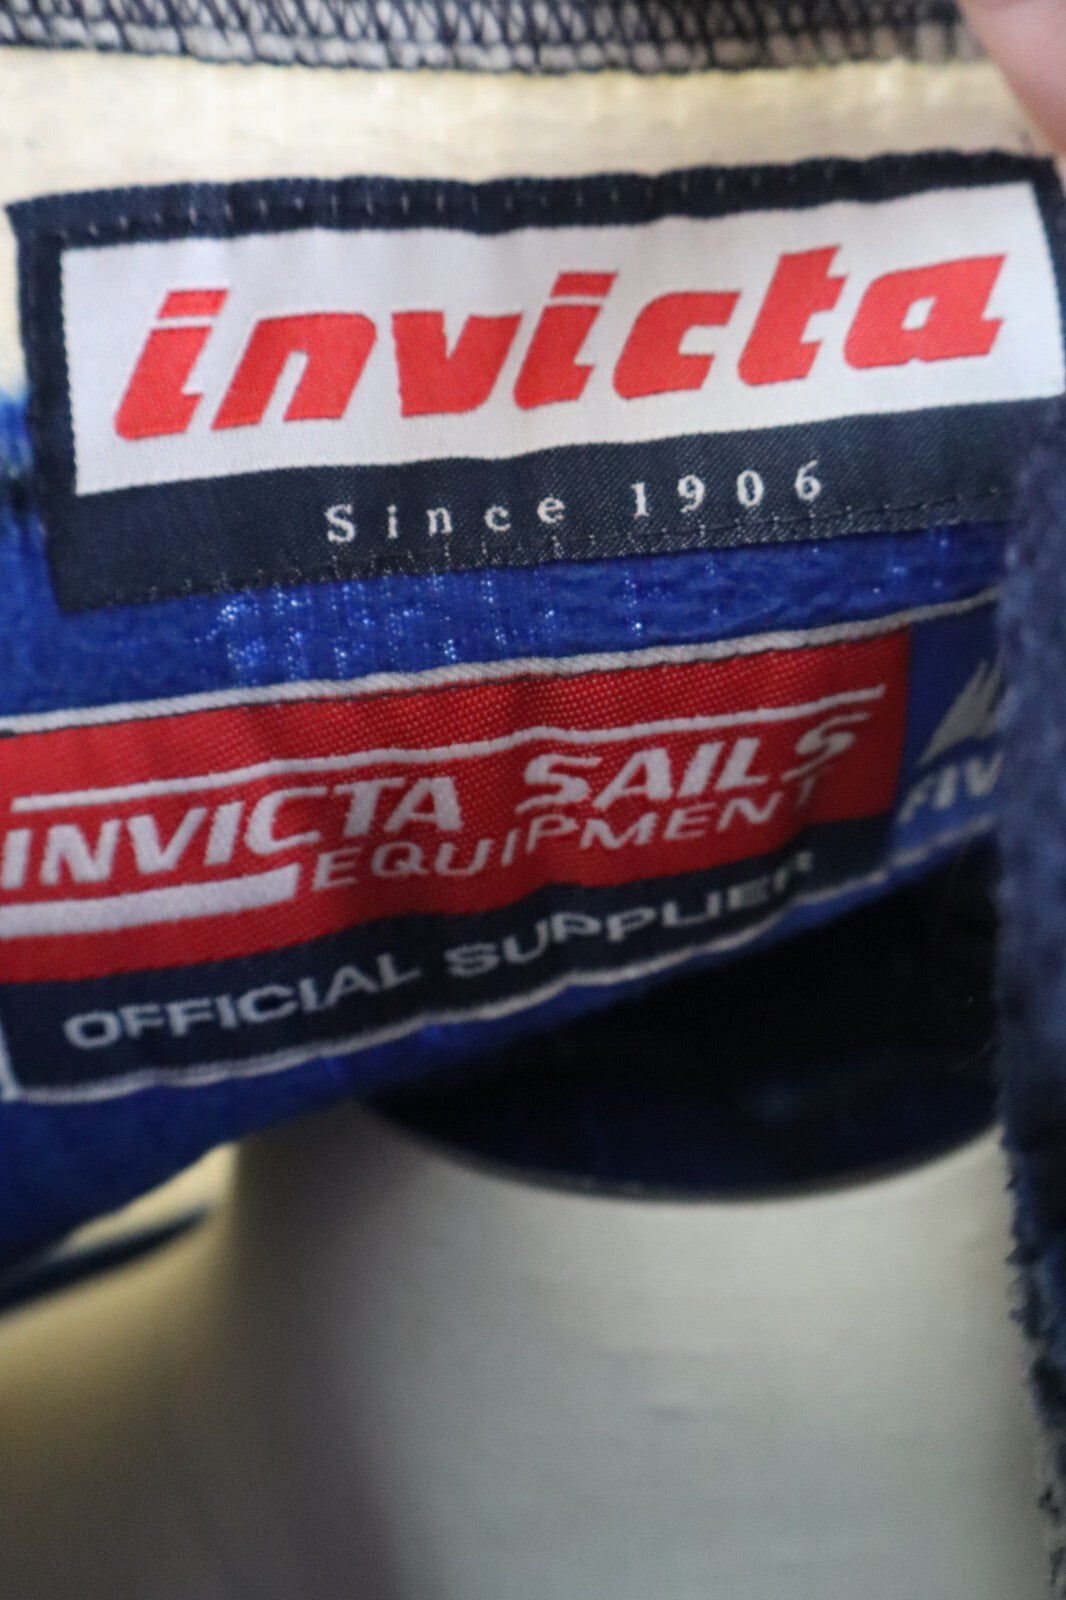 invicta
Since 1906
INVICTA SAILS
EQUIPMENT
OFFICIAL SUPPLIER